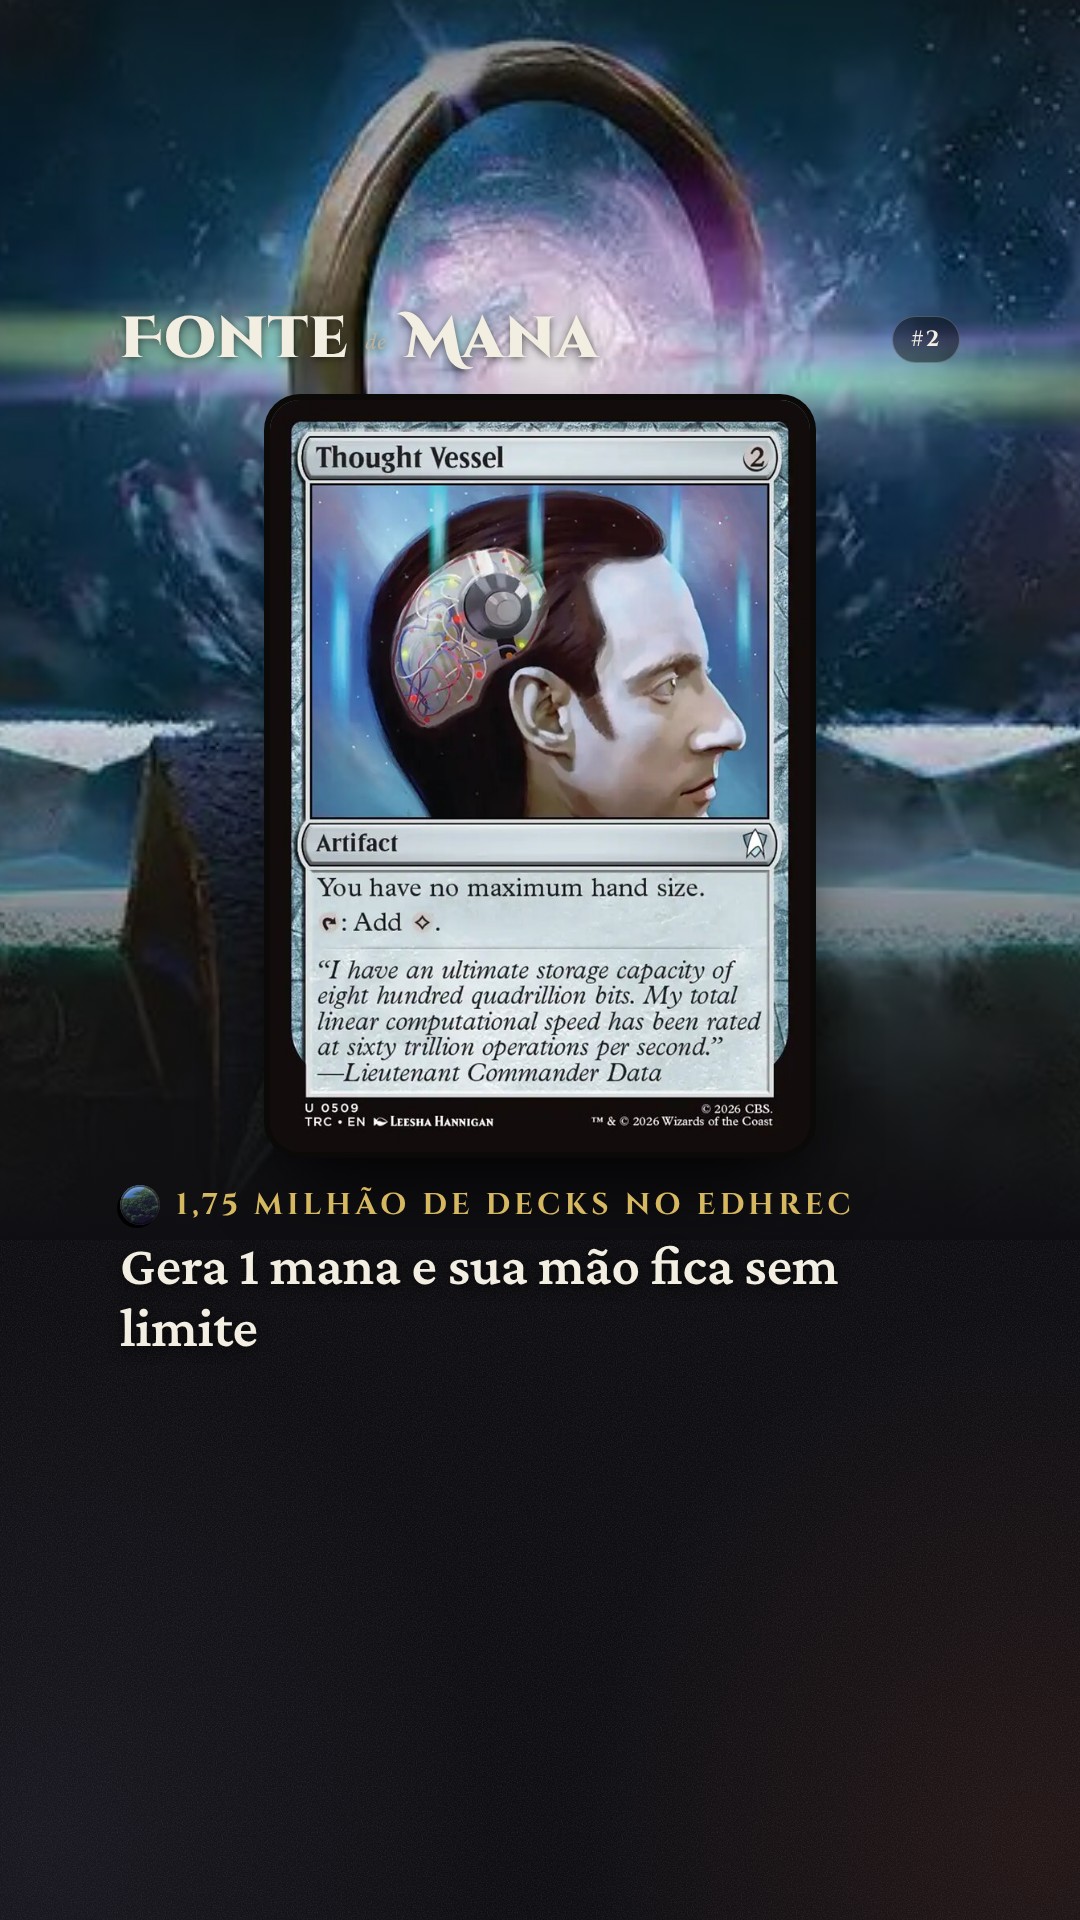 Fonte de Mana
#2
Thought Vessel
2
Artifact
You have no maximum hand size.
: Add .
“I have an ultimate storage capacity of
eight hundred quadrillion bits. My total
linear computational speed has been rated
at sixty trillion operations per second.”
—Lieutenant Commander Data
U 0509
TRC • EN Leesha Hannigan
© 2026 CBS.
™ & © 2026 Wizards of the Coast
1,75 MILHÃO DE DECKS NO EDHREC
Gera 1 mana e sua mão fica sem
limite